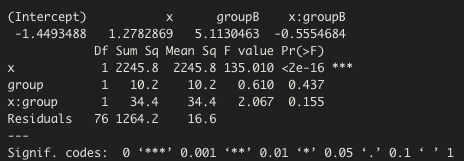 (Intercept) x groupB x:groupB
-1.4493488 1.2782869 5.1130463 -0.5554684
Df Sum Sq Mean Sq F value Pr(>F)
x 1 2245.8 2245.8 135.010 <2e-16 ***
group 1 10.2 10.2 0.610 0.437
x:group 1 34.4 34.4 2.067 0.155
Residuals 76 1264.2 16.6
---
Signif. codes: 0 ‘***’ 0.001 ‘**’ 0.01 ‘*’ 0.05 ‘.’ 0.1 ‘ ’ 1